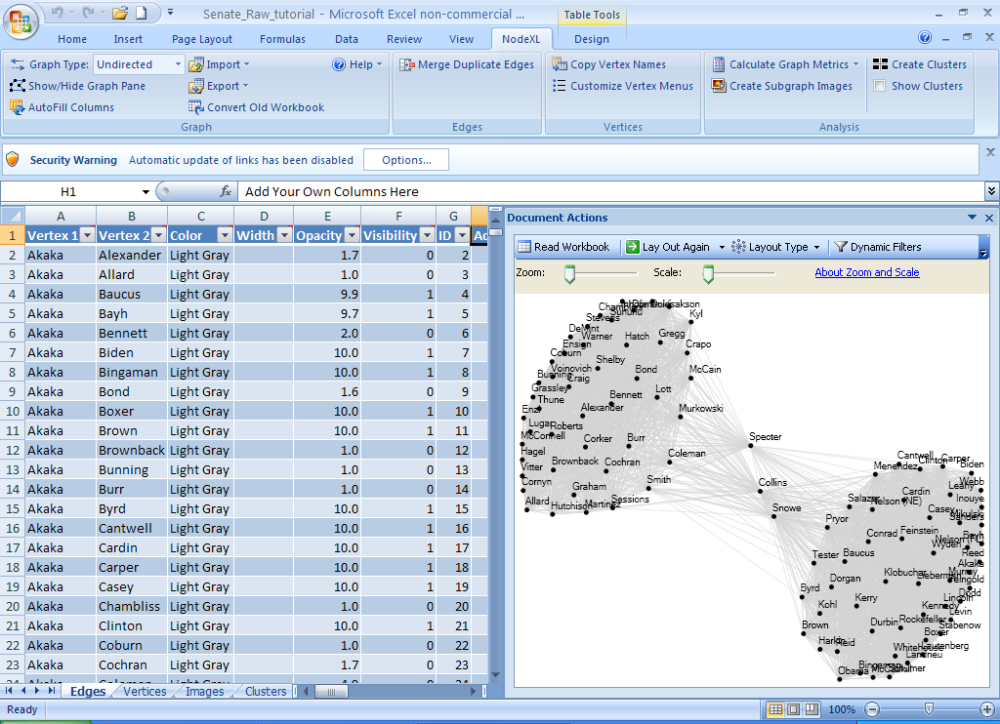 Senate_Raw_tutorial - Microsoft Excel non-commercial ...
Table Tools
Home Insert Page Layout Formulas Data Review View NodeXL Design
Graph Type: Undirected Import Help Merge Duplicate Edges Copy Vertex Names Calculate Graph Metrics Create Clusters
Show/Hide Graph Pane Export Customize Vertex Menus Create Subgraph Images Show Clusters
AutoFill Columns Convert Old Workbook
Graph Edges Vertices Analysis
Security Warning Automatic update of links has been disabled Options...
H1 fx Add Your Own Columns Here
A B C D E F G
1 Vertex 1 Vertex 2 Color Width Opacity Visibility ID
2 Akaka Alexander Light Gray 1.7 0 2
3 Akaka Allard Light Gray 1.0 0 3
4 Akaka Baucus Light Gray 9.9 1 4
5 Akaka Bayh Light Gray 9.7 1 5
6 Akaka Bennett Light Gray 2.0 0 6
7 Akaka Biden Light Gray 10.0 1 7
8 Akaka Bingaman Light Gray 10.0 1 8
9 Akaka Bond Light Gray 1.6 0 9
10 Akaka Boxer Light Gray 10.0 1 10
11 Akaka Brown Light Gray 10.0 1 11
12 Akaka Brownback Light Gray 1.0 0 12
13 Akaka Bunning Light Gray 1.0 0 13
14 Akaka Burr Light Gray 1.0 0 14
15 Akaka Byrd Light Gray 10.0 1 15
16 Akaka Cantwell Light Gray 10.0 1 16
17 Akaka Cardin Light Gray 10.0 1 17
18 Akaka Carper Light Gray 10.0 1 18
19 Akaka Casey Light Gray 10.0 1 19
20 Akaka Chambliss Light Gray 1.0 0 20
21 Akaka Clinton Light Gray 10.0 1 21
22 Akaka Coburn Light Gray 1.0 0 22
23 Akaka Cochran Light Gray 1.7 0 23
Edges Vertices Images Clusters
Ready
100%
Document Actions
Read Workbook Lay Out Again Layout Type Dynamic Filters
Zoom: Scale: About Zoom and Scale
Kyl
Stevens
Sununu
DeMint
Warner
Hatch
Gregg
Ensign
Crapo
Coburn
Shelby
Voinovich
Bond
McCain
Bunning
Craig
Grassley
Lott
Thune
Bennett
Enzi
Alexander
Murkowski
Lugar
Roberts
McConnell
Corker
Burr
Specter
Hagel
Coleman
Vitter
Brownback
Cochran
Cornyn
Graham
Smith
Collins
Allard
Hutchison
Martinez
Sessions
Snowe
Cantwell
Clinton
Carper
Menendez
Biden
Webb
Leahy
Salazar
Cardin
Nelson (NE)
Inouye
Casey
Mikulski
Sanders
Pryor
Conrad
Feinstein
Nelson (FL)
Bayh
Wyden
Tester
Baucus
Reed
Akaka
Klobuchar
Lieberman
Murray
Feingold
Dorgan
Byrd
Dodd
Kerry
Lincoln
Kohl
Kennedy
Levin
Brown
Durbin
Rockefeller
Stabenow
Boxer
Harkin
Reid
Whitehouse
Lautenberg
Landrieu
Obama
Bingaman
McCaskill
Schumer